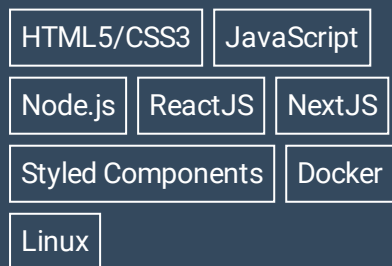 HTML5/CSS3 JavaScript
Node.js ReactJS NextJS
Styled Components Docker
Linux